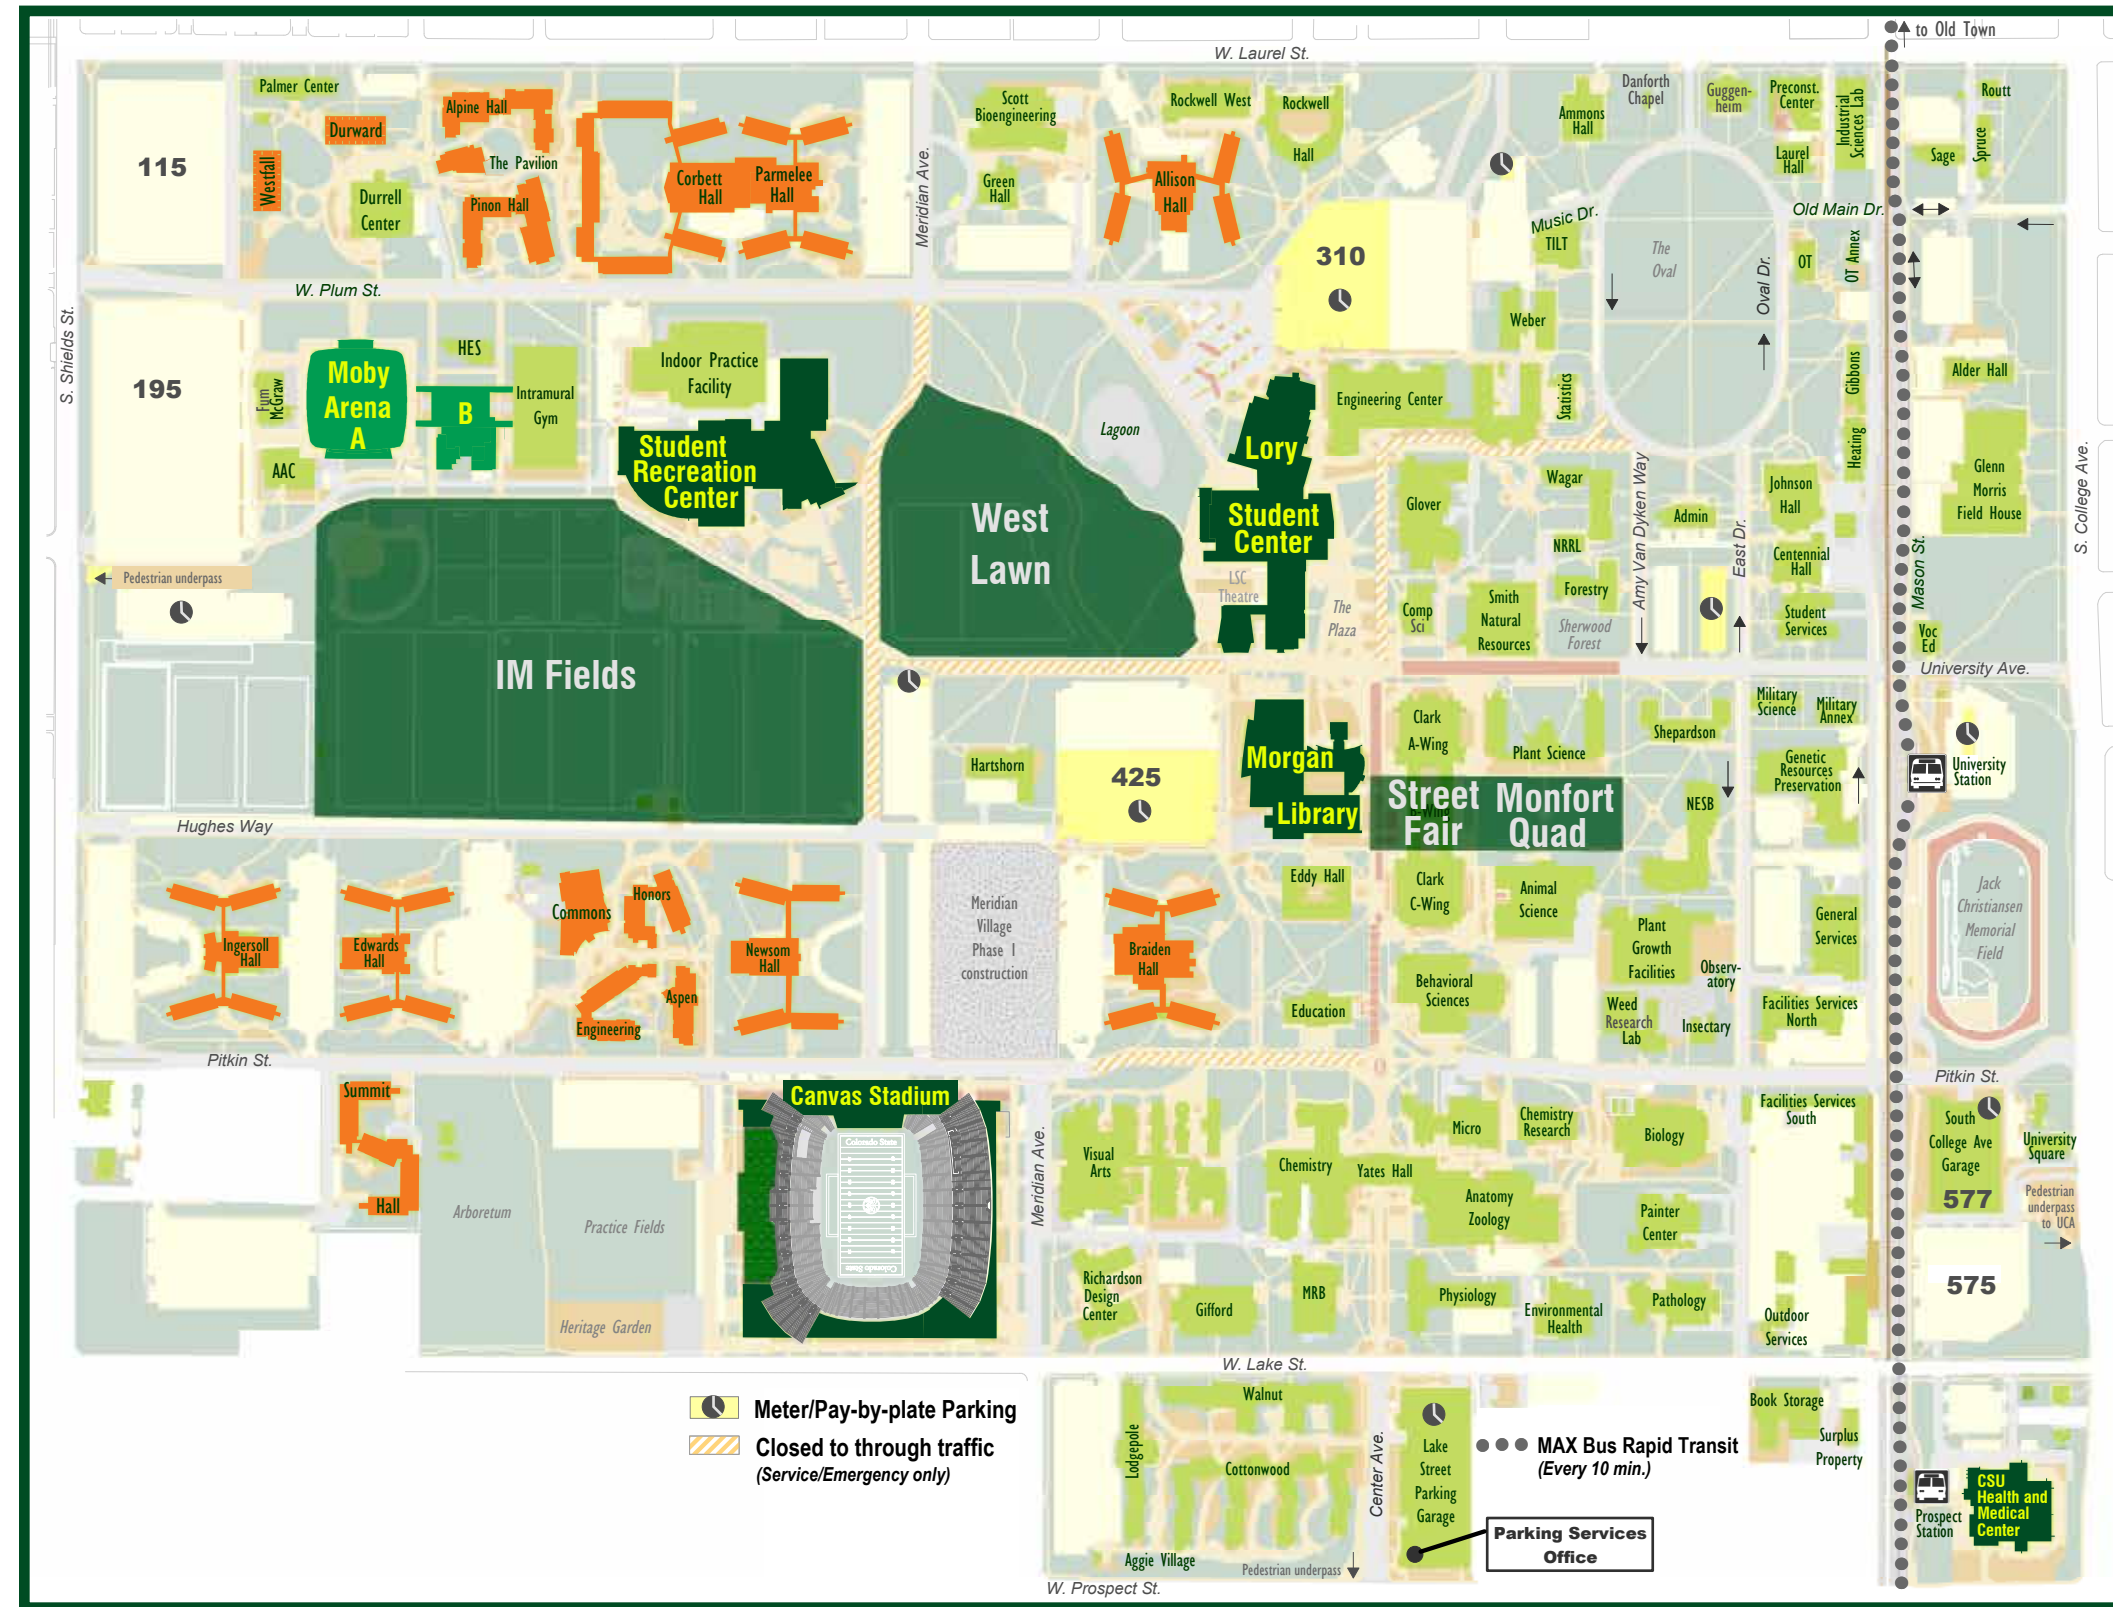 to Old Town
W. Laurel St.
Palmer Center
Durward
Westfall
Durrell
Center
Alpine Hall
The Pavilion
Pinon Hall
Corbett
Hall
Parmelee
Hall
115
Meridian Ave.
Scott
Bioengineering
Green
Hall
Rockwell West
Rockwell
Hall
Allison
Hall
310
Ammons
Hall
Danforth
Chapel
Guggen-
heim
Preconst.
Center
Industrial
Sciences Lab
Laurel
Hall
Routt
Sage
Spruce
Old Main Dr.
Music Dr.
TILT
The
Oval
Oval Dr.
OT
OT Annex
Weber
W. Plum St.
S. Shields St.
195
Fum
McGraw
AAC
Moby
Arena
A
HES
B
Intramural
Gym
Indoor Practice
Facility
Student
Recreation
Center
Lagoon
West
Lawn
Lory
Student
Center
LSC
Theatre
The
Plaza
Engineering Center
Statistics
Gibbons
Heating
Alder Hall
Glenn
Morris
Field House
S. College Ave.
Glover
Wagar
NRRL
Forestry
Sherwood
Forest
Comp
Sci
Smith
Natural
Resources
Amy Van Dyken Way
Admin
East Dr.
Johnson
Hall
Centennial
Hall
Student
Services
Mason St.
Voc
Ed
University Ave.
Pedestrian underpass
IM Fields
Hartshorn
425
Morgan
Library
Clark
A-Wing
B-Wing
Street
Fair
Monfort
Quad
Plant Science
Shepardson
NESB
Military
Science
Military
Annex
Genetic
Resources
Preservation
University
Station
Hughes Way
Ingersoll
Hall
Edwards
Hall
Commons
Honors
Engineering
Aspen
Newsom
Hall
Meridian
Village
Phase 1
construction
Braiden
Hall
Eddy Hall
Education
Clark
C-Wing
Behavioral
Sciences
Animal
Science
Plant
Growth
Facilities
Observ-
atory
Weed
Research
Lab
Insectary
General
Services
Facilities Services
North
Jack
Christiansen
Memorial
Field
Pitkin St.
Pitkin St.
Summit
Hall
Arboretum
Practice Fields
Heritage Garden
Canvas Stadium
Colorado State
Colorado State
Meridian Ave.
Visual
Arts
Richardson
Design
Center
Gifford
Chemistry
MRB
Yates Hall
Micro
Chemistry
Research
Anatomy
Zoology
Physiology
Environmental
Health
Biology
Painter
Center
Pathology
Facilities Services
South
Outdoor
Services
South
College Ave
Garage
577
University
Square
Pedestrian
underpass
to UCA
575
W. Lake St.
Meter/Pay-by-plate Parking
Closed to through traffic
(Service/Emergency only)
Walnut
Lodgepole
Cottonwood
Aggie Village
Pedestrian underpass
Center Ave.
Lake
Street
Parking
Garage
MAX Bus Rapid Transit
(Every 10 min.)
Parking Services
Office
Book Storage
Surplus
Property
Prospect
Station
CSU
Health and
Medical
Center
W. Prospect St.